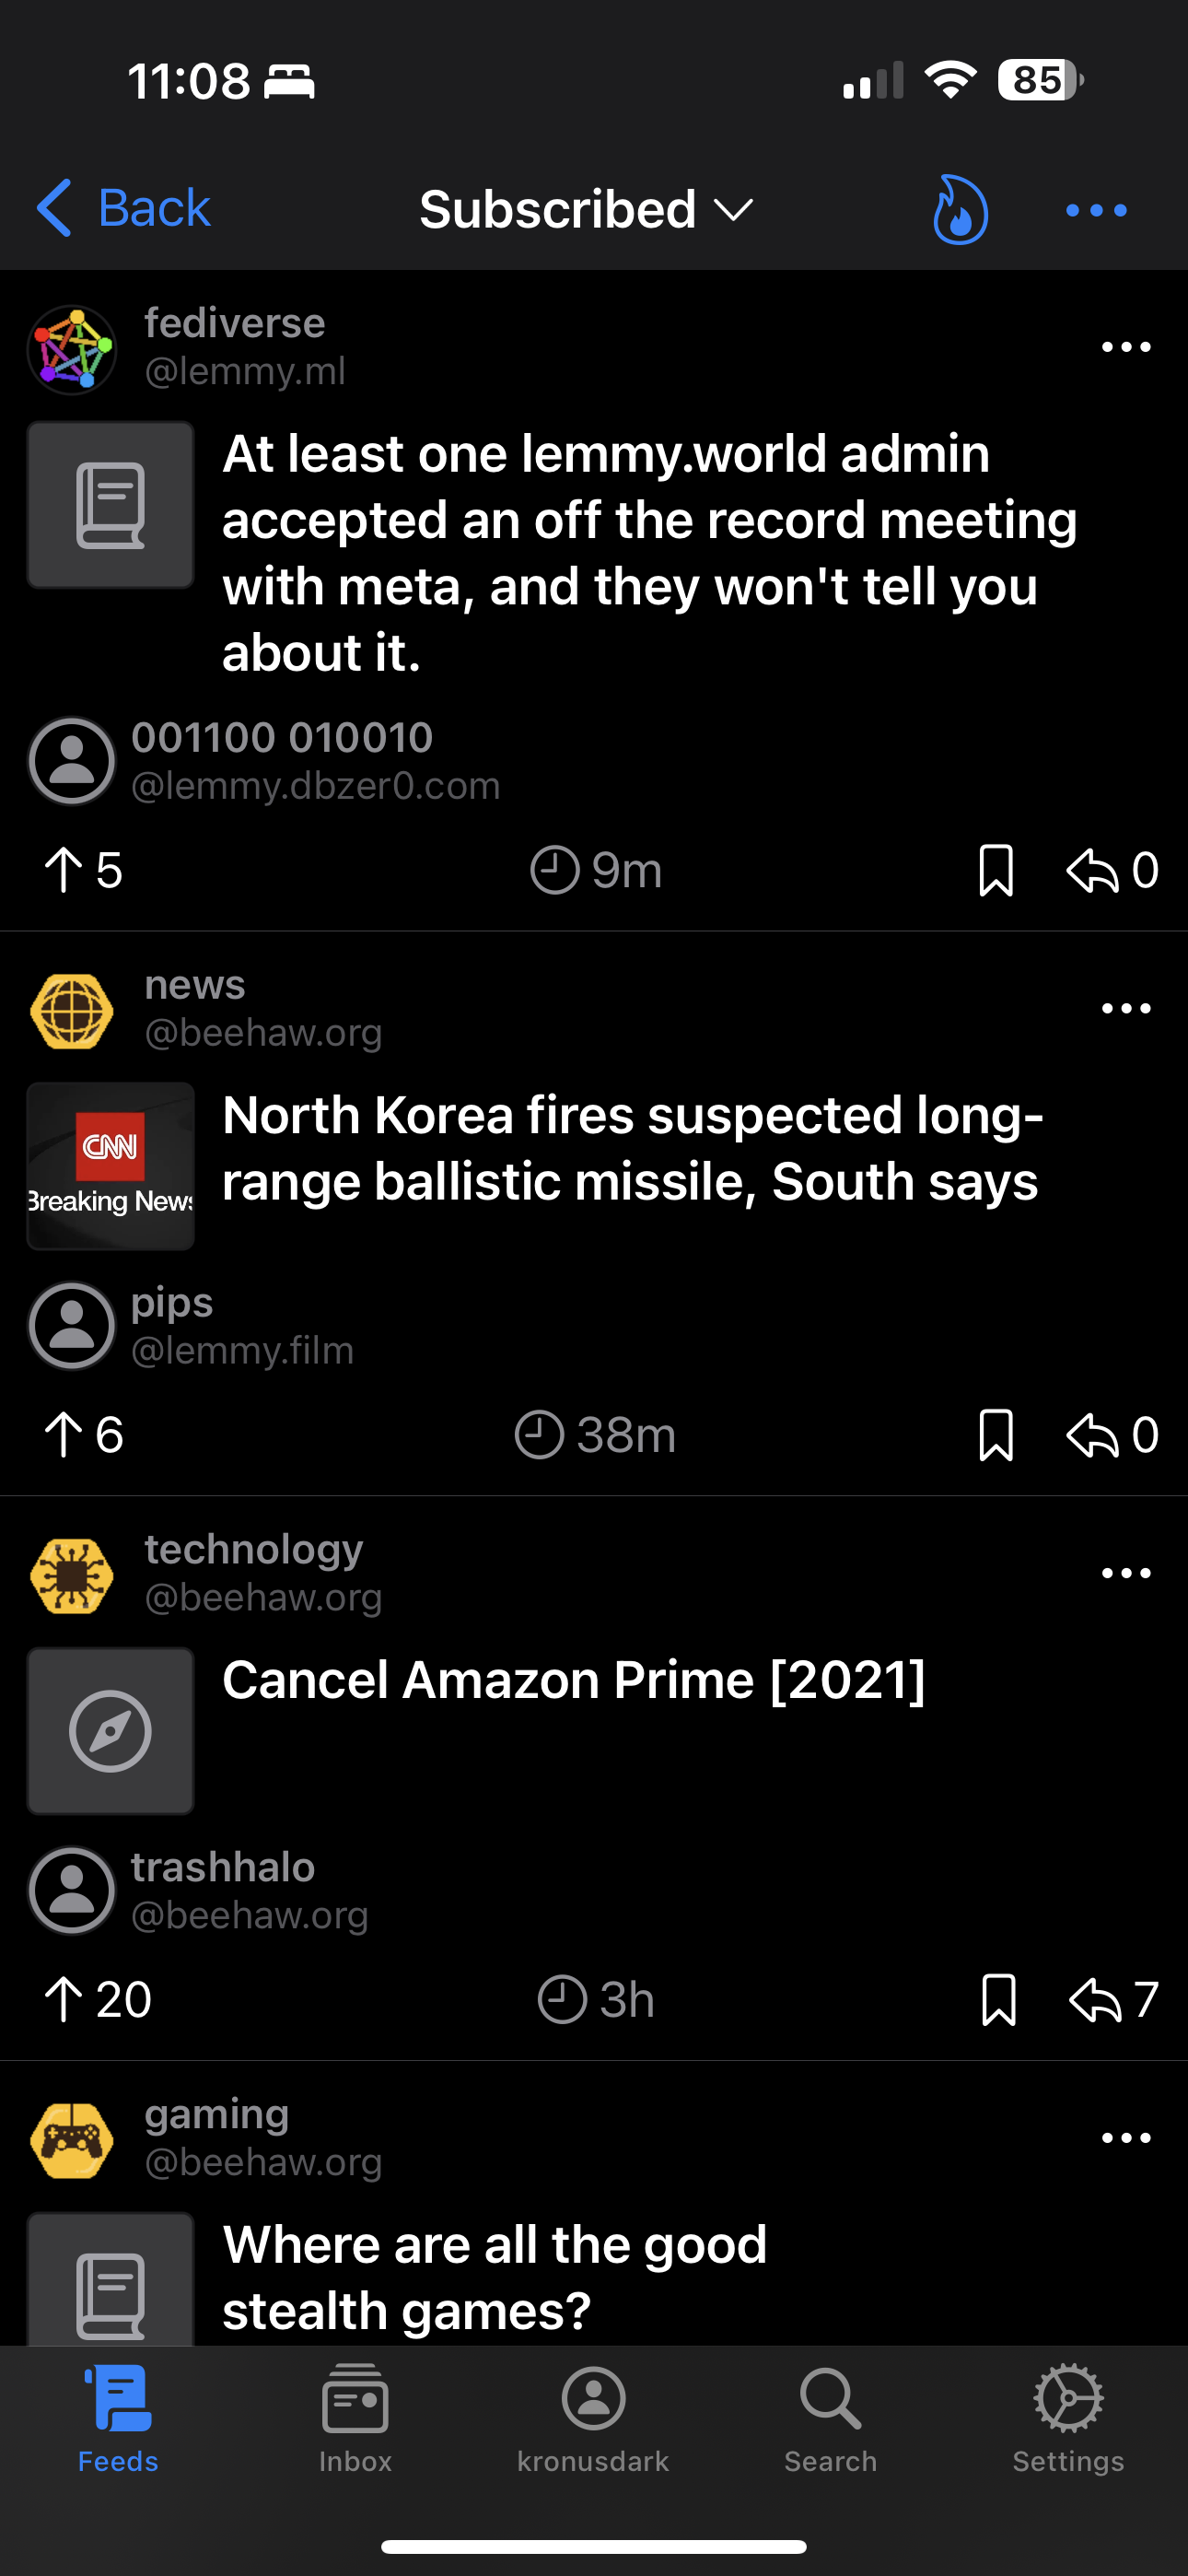 11:08
85
Back
Subscribed
fediverse
@lemmy.ml
At least one lemmy.world admin
accepted an off the record meeting
with meta, and they won't tell you
about it.
001100 010010
@lemmy.dbzer0.com
5
9m
0
news
@beehaw.org
CNN
Breaking News
North Korea fires suspected long-
range ballistic missile, South says
pips
@lemmy.film
6
38m
0
technology
@beehaw.org
Cancel Amazon Prime [2021]
trashhalo
@beehaw.org
20
3h
7
gaming
@beehaw.org
Where are all the good
stealth games?
Feeds
Inbox
kronusdark
Search
Settings